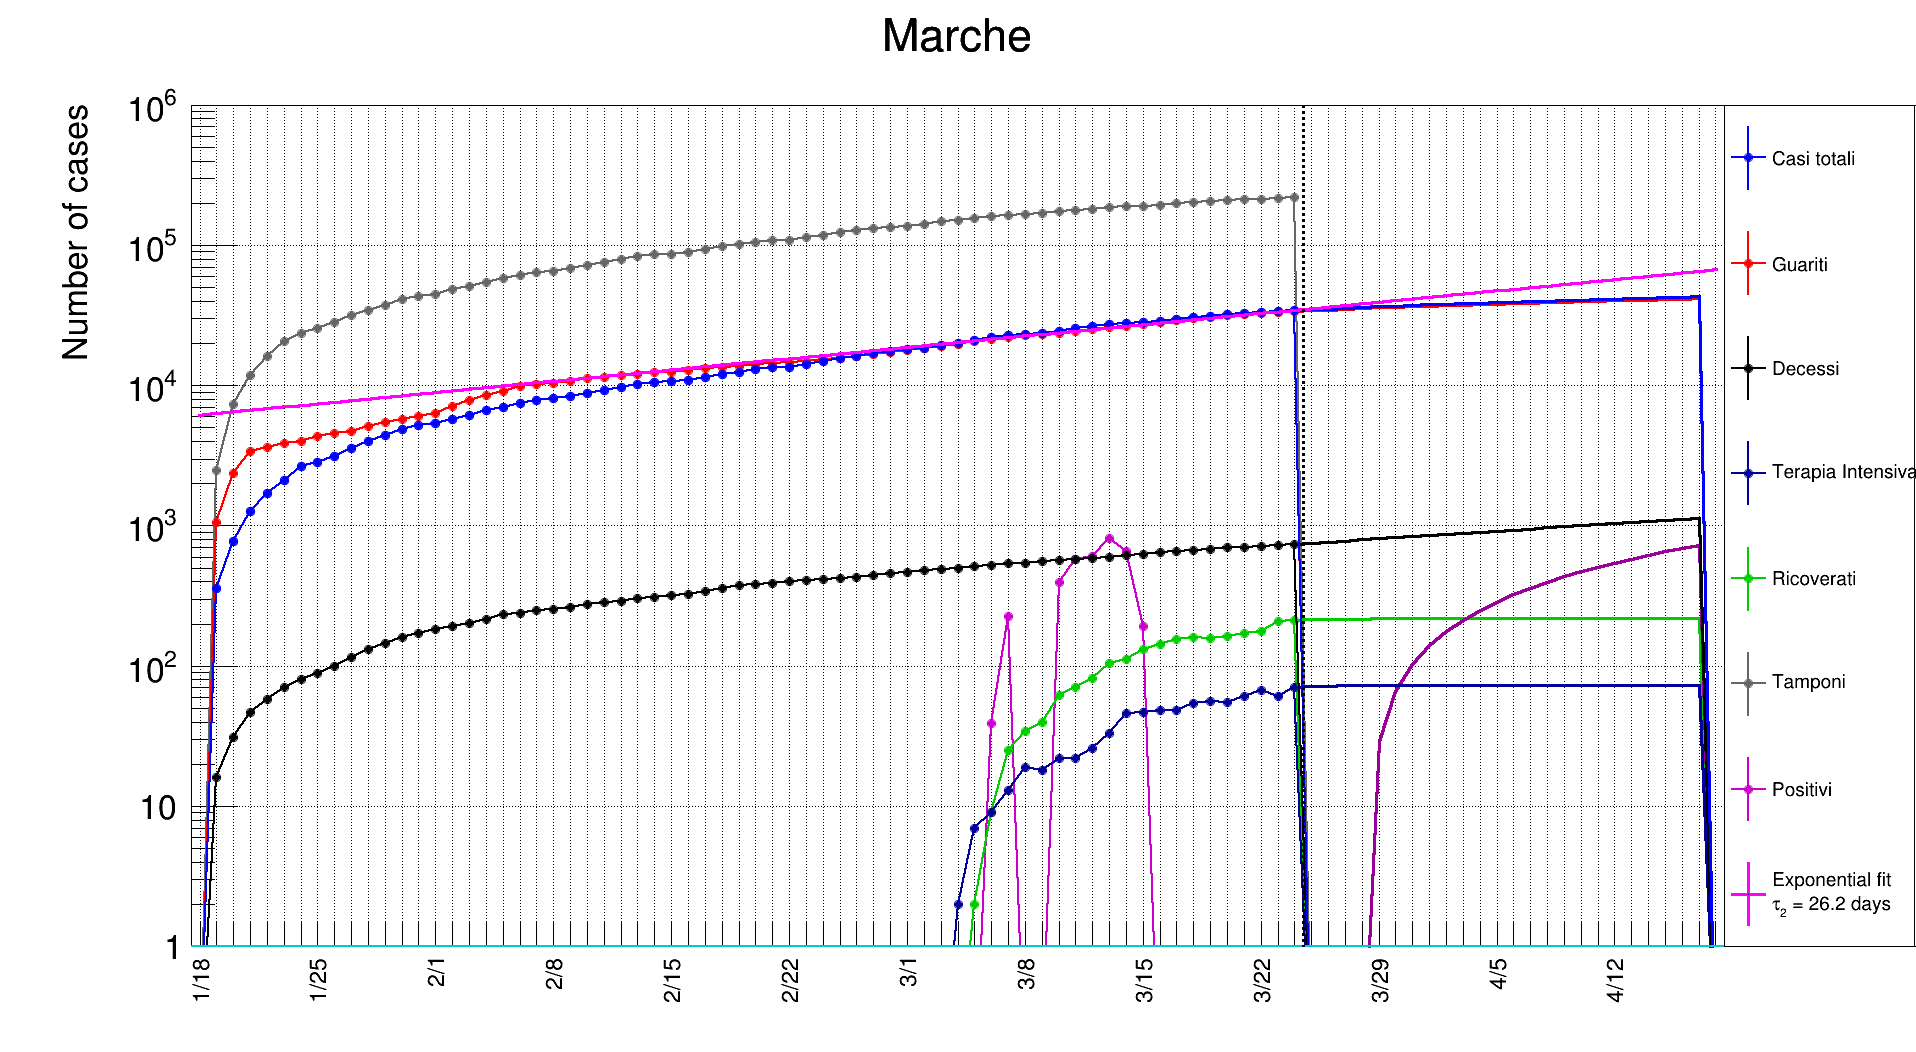 Marche
Number of cases
10^6
10^5
10^4
10^3
10^2
10
1
1/18
1/25
2/1
2/8
2/15
2/22
3/1
3/8
3/15
3/22
3/29
4/5
4/12
Casi totali
Guariti
Decessi
Terapia Intensiva
Ricoverati
Tamponi
Positivi
Exponential fit
τ_2 = 26.2 days